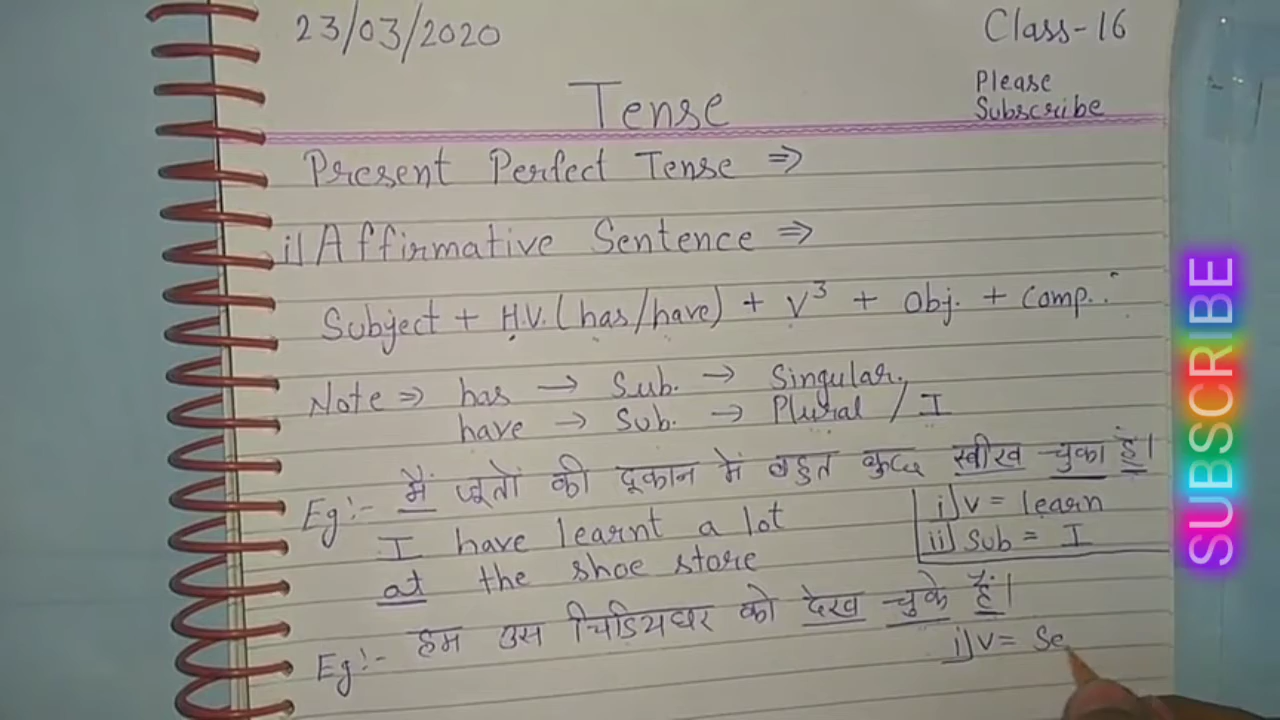 23/03/2020
Class-16
Please
Subscribe
Tense
Present Perfect Tense ⇒
i) Affirmative Sentence ⇒
Subject + H.V. (has/have) + V³ + Obj. + Comp..
Note ⇒ has → Sub. → Singular.
have → Sub. → Plural / I
Eg:- मैं जूतों की दूकान में बहुत कुछ सीख चुका हूँ।
I have learnt a lot
at the shoe store
i) V = learn
ii) Sub = I
Eg:- हम उस चिडियघर को देख चुके हैं।
i) V = Se
SUBSCRIBE